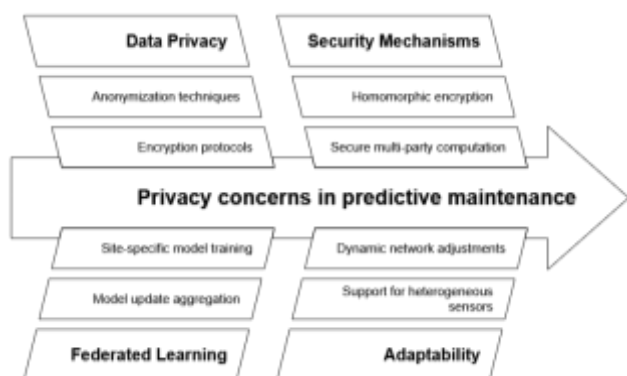 Data Privacy
Security Mechanisms
Anonymization techniques
Homomorphic encryption
Encryption protocols
Secure multi-party computation
Privacy concerns in predictive maintenance
Site-specific model training
Dynamic network adjustments
Model update aggregation
Support for heterogeneous
sensors
Federated Learning
Adaptability